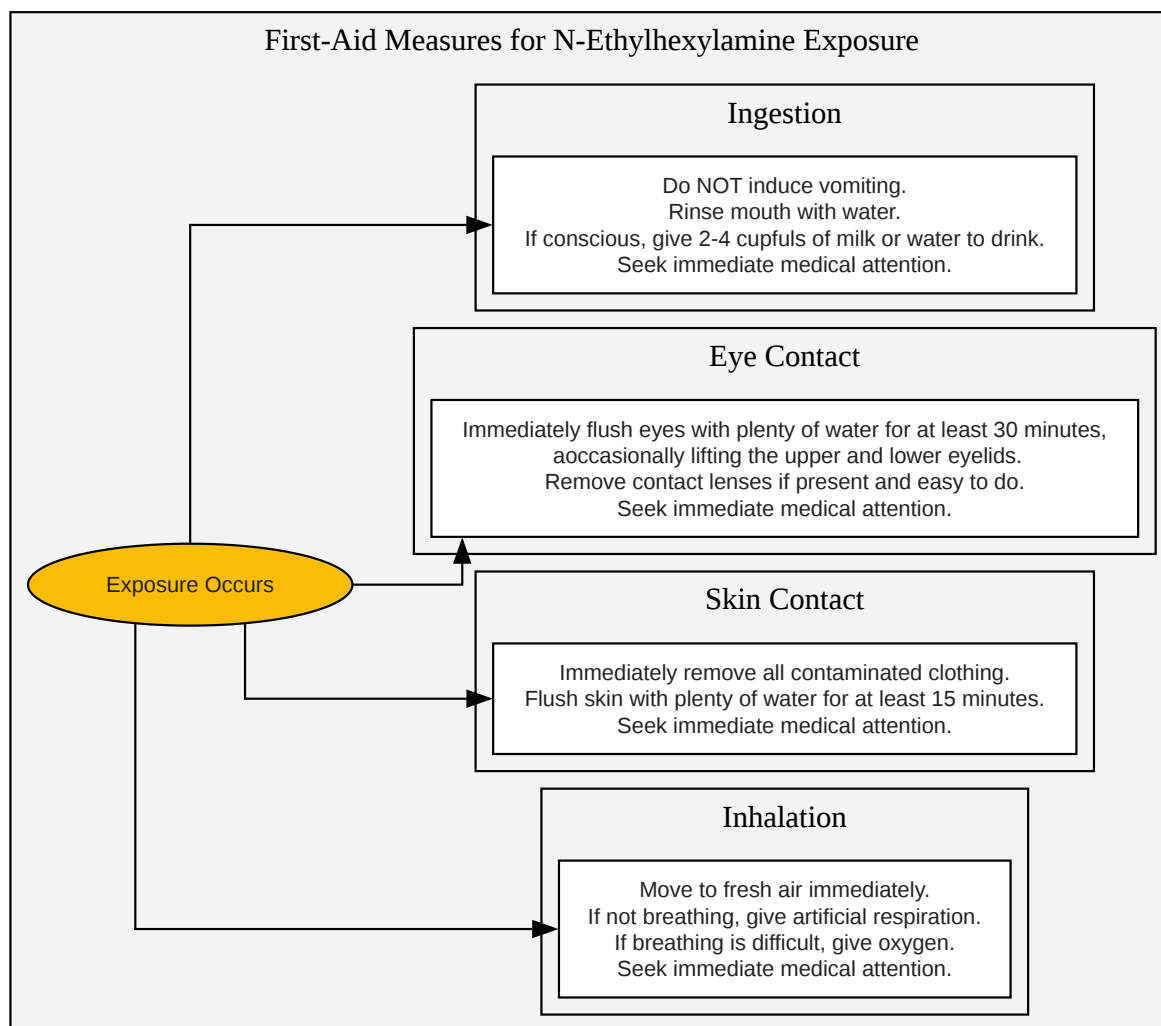 First-Aid Measures for N-Ethylhexylamine Exposure
Ingestion
Do NOT induce vomiting.
Rinse mouth with water.
If conscious, give 2-4 cupfuls of milk or water to drink.
Seek immediate medical attention.
Eye Contact
Immediately flush eyes with plenty of water for at least 30 minutes,
aoccasionally lifting the upper and lower eyelids.
Remove contact lenses if present and easy to do.
Seek immediate medical attention.
Exposure Occurs
Skin Contact
Immediately remove all contaminated clothing.
Flush skin with plenty of water for at least 15 minutes.
Seek immediate medical attention.
Inhalation
Move to fresh air immediately.
If not breathing, give artificial respiration.
If breathing is difficult, give oxygen.
Seek immediate medical attention.